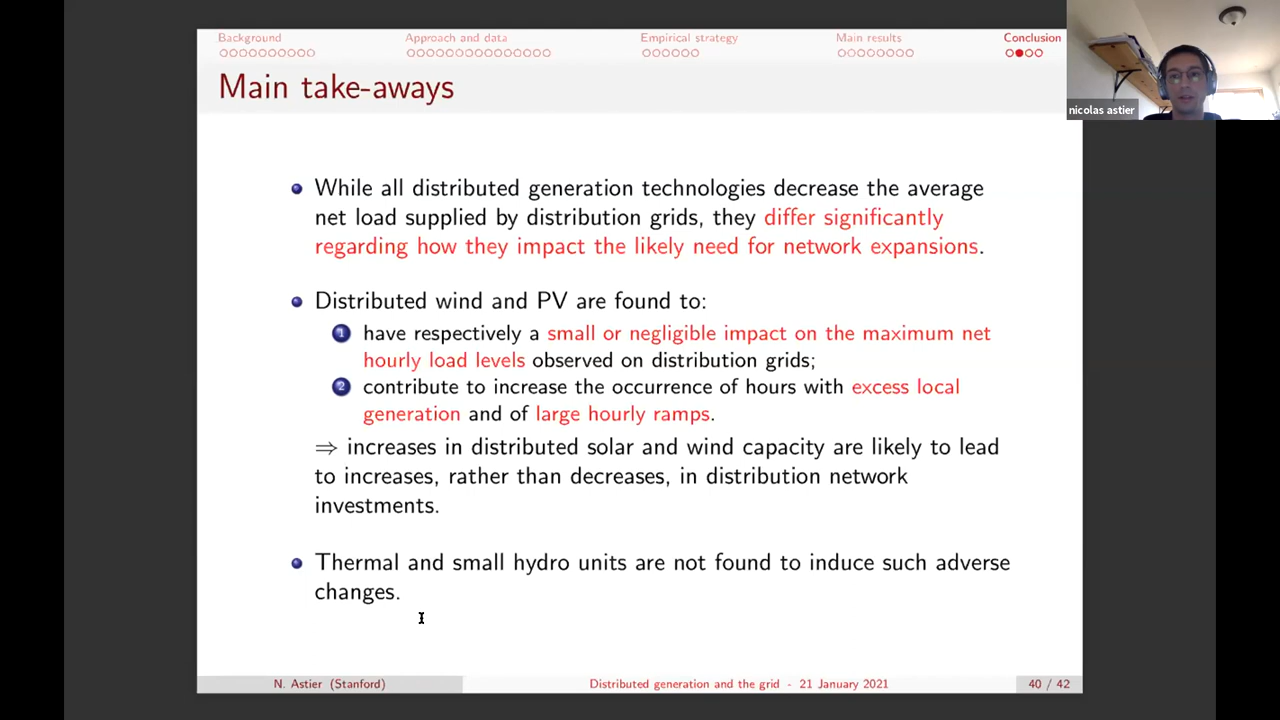 Background
Approach and data
Empirical strategy
Main results
Conclusion
Main take-aways
nicolas astier
While all distributed generation technologies decrease the average
net load supplied by distribution grids, they differ significantly
regarding how they impact the likely need for network expansions.
Distributed wind and PV are found to:
1 have respectively a small or negligible impact on the maximum net
hourly load levels observed on distribution grids;
2 contribute to increase the occurrence of hours with excess local
generation and of large hourly ramps.
⇒ increases in distributed solar and wind capacity are likely to lead
to increases, rather than decreases, in distribution network
investments.
Thermal and small hydro units are not found to induce such adverse
changes.
N. Astier (Stanford)
Distributed generation and the grid - 21 January 2021
40 / 42